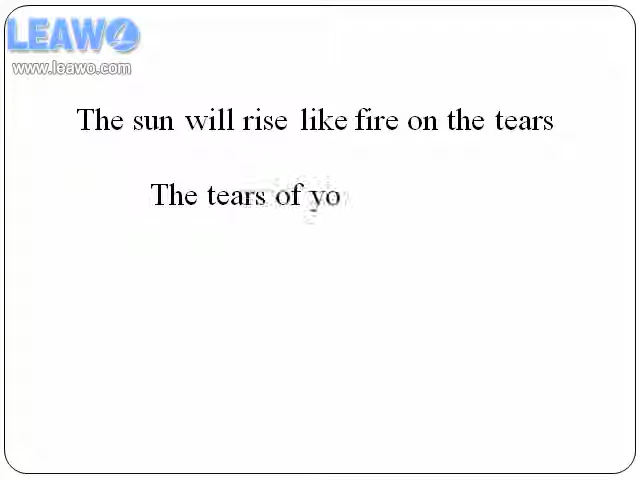 LEAWO
www.leawo.com
The sun will rise like fire on the tears
The tears of yo